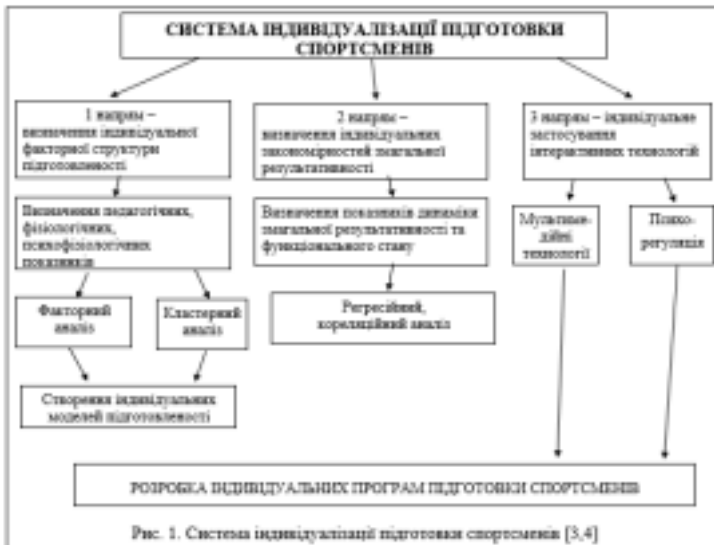 СИСТЕМА ІНДИВІДУАЛІЗАЦІЇ ПІДГОТОВКИ
СПОРТСМЕНІВ
1 напрям –
визначення індивідуальної
факторної структури
підготовленості
2 напрям –
визначення індивідуальних
закономірностей змагальної
результативності
3 напрям – індивідуальне
застосування
інтерактивних технологій
Визначення педагогічних,
фізіологічних,
психофізіологічних
показників
Визначення показників динаміки
змагальної результативності та
функціонального стану
Мультиме-
дійні
технології
Психо-
регуляція
Факторний
аналіз
Кластерний
аналіз
Регресійний,
кореляційний аналіз
Створення індивідуальних
моделей підготовленості
РОЗРОБКА ІНДИВІДУАЛЬНИХ ПРОГРАМ ПІДГОТОВКИ СПОРТСМЕНІВ
Рис. 1. Система індивідуалізації підготовки спортсменів [3,4]